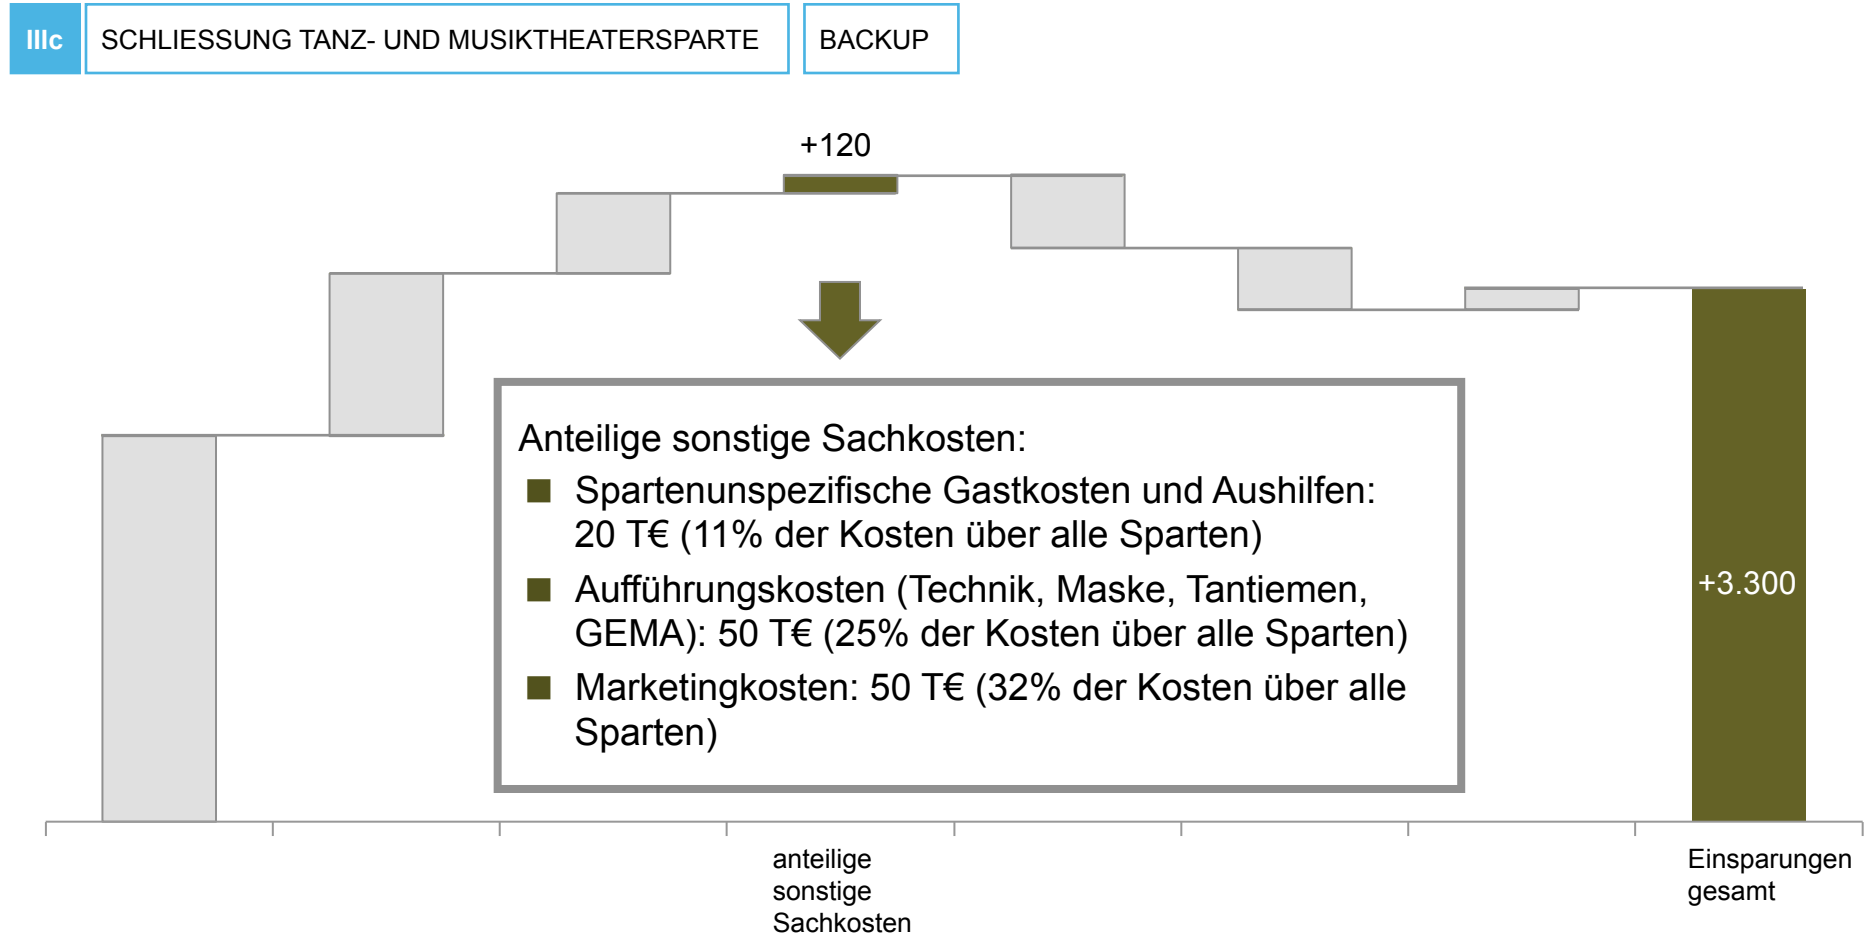 IIIc
SCHLIESSUNG TANZ- UND MUSIKTHEATERSPARTE
BACKUP
+120
Anteilige sonstige Sachkosten:
Spartenunspezifische Gastkosten und Aushilfen:
20 T€ (11% der Kosten über alle Sparten)
Aufführungskosten (Technik, Maske, Tantiemen,
GEMA): 50 T€ (25% der Kosten über alle Sparten)
Marketingkosten: 50 T€ (32% der Kosten über alle
Sparten)
+3.300
anteilige
sonstige
Sachkosten
Einsparungen
gesamt